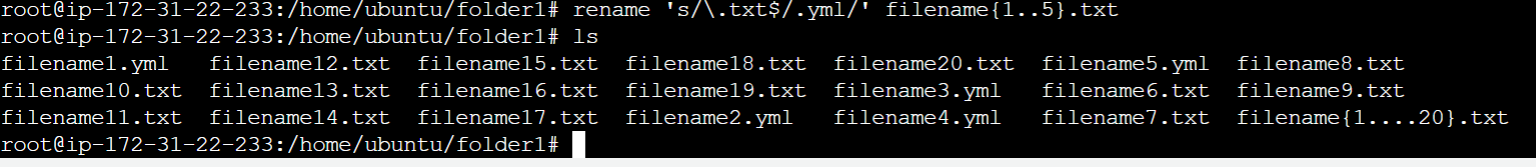 root@ip-172-31-22-233:/home/ubuntu/folder1# rename 's/\.txt$/.yml/' filename{1..5}.txt
root@ip-172-31-22-233:/home/ubuntu/folder1# ls
filename1.yml   filename12.txt  filename15.txt  filename18.txt  filename20.txt  filename5.yml  filename8.txt
filename10.txt  filename13.txt  filename16.txt  filename19.txt  filename3.yml   filename6.txt  filename9.txt
filename11.txt  filename14.txt  filename17.txt  filename2.yml   filename4.yml   filename7.txt  filename{1....20}.txt
root@ip-172-31-22-233:/home/ubuntu/folder1#